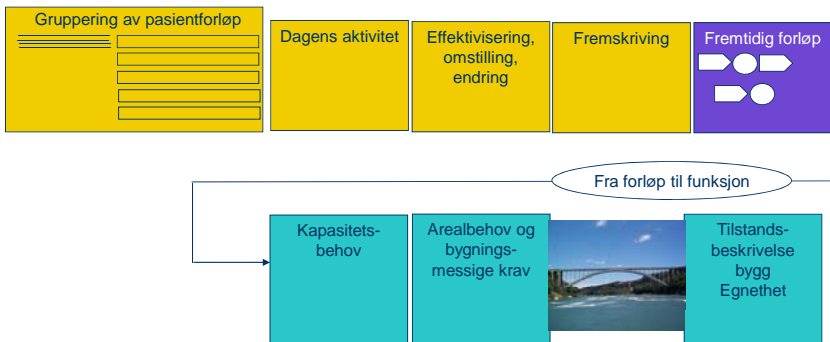 Gruppering av pasientforløp
Dagens aktivitet
Effektivisering,
omstilling,
endring
Fremskriving
Fremtidig forløp
Fra forløp til funksjon
Kapasitets-
behov
Arealbehov og
bygnings-
messige krav
Tilstands-
beskrivelse
bygg
Egnethet